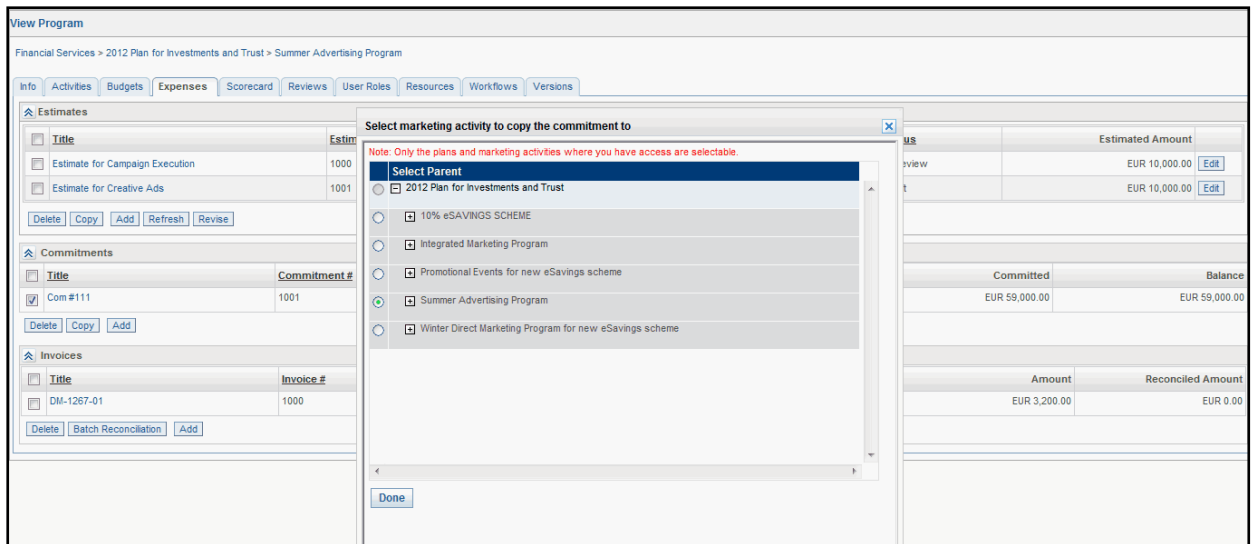 View Program
Financial Services > 2012 Plan for Investments and Trust > Summer Advertising Program
Info Activities Budgets Expenses Scorecard Reviews User Roles Resources Workflows Versions
Estimates
Select marketing activity to copy the commitment to
Title Estim us Estimated Amount
Note: Only the plans and marketing activities where you have access are selectable.
Estimate for Campaign Execution 1000 eview EUR 10,000.00 Edit
Select Parent
2012 Plan for Investments and Trust
Estimate for Creative Ads 1001 t EUR 10,000.00 Edit
Delete Copy Add Refresh Revise
10% eSAVINGS SCHEME
Integrated Marketing Program
Commitments
Title Commitment # Committed Balance
Promotional Events for new eSavings scheme
Com #111 1001 EUR 59,000.00 EUR 59,000.00
Summer Advertising Program
Delete Copy Add
Winter Direct Marketing Program for new eSavings scheme
Invoices
Title Invoice # Amount Reconciled Amount
DM-1267-01 1000 EUR 3,200.00 EUR 0.00
Delete Batch Reconciliation Add
Done